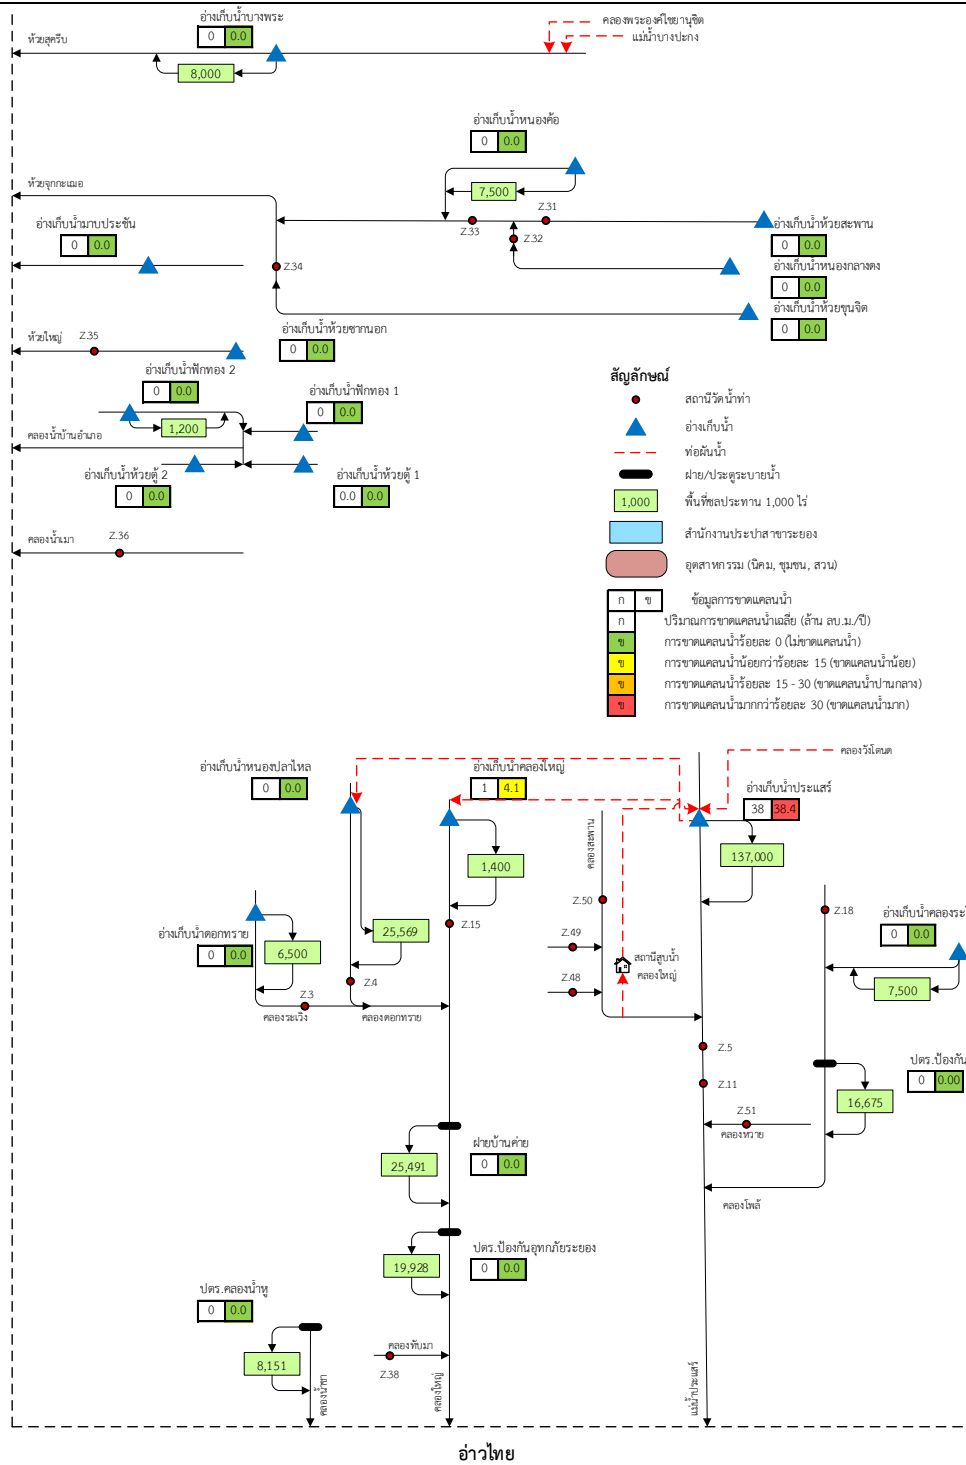 อ่างเก็บน้ำบางพระ
0 0.0
คลองพระองค์ไชยานุชิต
แม่น้ำบางปะกง
ห้วยสุครีบ
8,000
อ่างเก็บน้ำหนองค้อ
0 0.0
ห้วยจุกกะเฌอ
7,500
Z.31
Z.33
Z.32
อ่างเก็บน้ำมาบประชัน
0 0.0
อ่างเก็บน้ำห้วยสะพาน
0 0.0
Z.34
อ่างเก็บน้ำหนองกลางดง
0 0.0
อ่างเก็บน้ำห้วยขุนจิต
0 0.0
ห้วยใหญ่
Z.35
อ่างเก็บน้ำห้วยซากนอก
0 0.0
อ่างเก็บน้ำฟักทอง 2
0 0.0
อ่างเก็บน้ำฟักทอง 1
0 0.0
1,200
คลองน้ำบ้านอำเภอ
อ่างเก็บน้ำห้วยตู้ 2
0 0.0
อ่างเก็บน้ำห้วยตู้ 1
0.0 0.0
คลองน้ำเมา
Z.36
สัญลักษณ์
สถานีวัดน้ำท่า
อ่างเก็บน้ำ
ท่อผันน้ำ
ฝาย/ประตูระบายน้ำ
1,000 พื้นที่ชลประทาน 1,000 ไร่
สำนักงานประปาสาขาระยอง
อุตสาหกรรม (นิคม, ชุมชน, สวน)
ก ข ข้อมูลการขาดแคลนน้ำ
ก ปริมาณการขาดแคลนน้ำเฉลี่ย (ล้าน ลบ.ม./ปี)
ข การขาดแคลนน้ำร้อยละ 0 (ไม่ขาดแคลนน้ำ)
ข การขาดแคลนน้ำน้อยกว่าร้อยละ 15 (ขาดแคลนน้ำน้อย)
ข การขาดแคลนน้ำร้อยละ 15 - 30 (ขาดแคลนน้ำปานกลาง)
ข การขาดแคลนน้ำมากกว่าร้อยละ 30 (ขาดแคลนน้ำมาก)
คลองวังโตนด
อ่างเก็บน้ำหนองปลาไหล
0 0.0
อ่างเก็บน้ำคลองใหญ่
1 4.1
อ่างเก็บน้ำประแสร์
38 38.4
คลองสะพาน
137,000
1,400
Z.50
Z.18
อ่างเก็บน้ำคลองระ
0 0.0
อ่างเก็บน้ำดอกกราย
0 0.0
6,500
25,569
Z.15
Z.49
สถานีสูบน้ำ
คลองใหญ่
Z.48
7,500
Z.4
Z.3
คลองระเวิง
คลองดอกกราย
Z.5
ปตร.ป้องกัน
0 0.00
Z.11
16,675
Z.51
คลองหวาย
ฝายบ้านค่าย
0 0.0
25,491
คลองโพล้
ปตร.ป้องกันอุทกภัยระยอง
0 0.0
19,928
ปตร.คลองน้ำหู
0 0.0
คลองทับมา
8,151
Z.38
คลองใหญ่
แม่น้ำประแสร์
อ่าวไทย